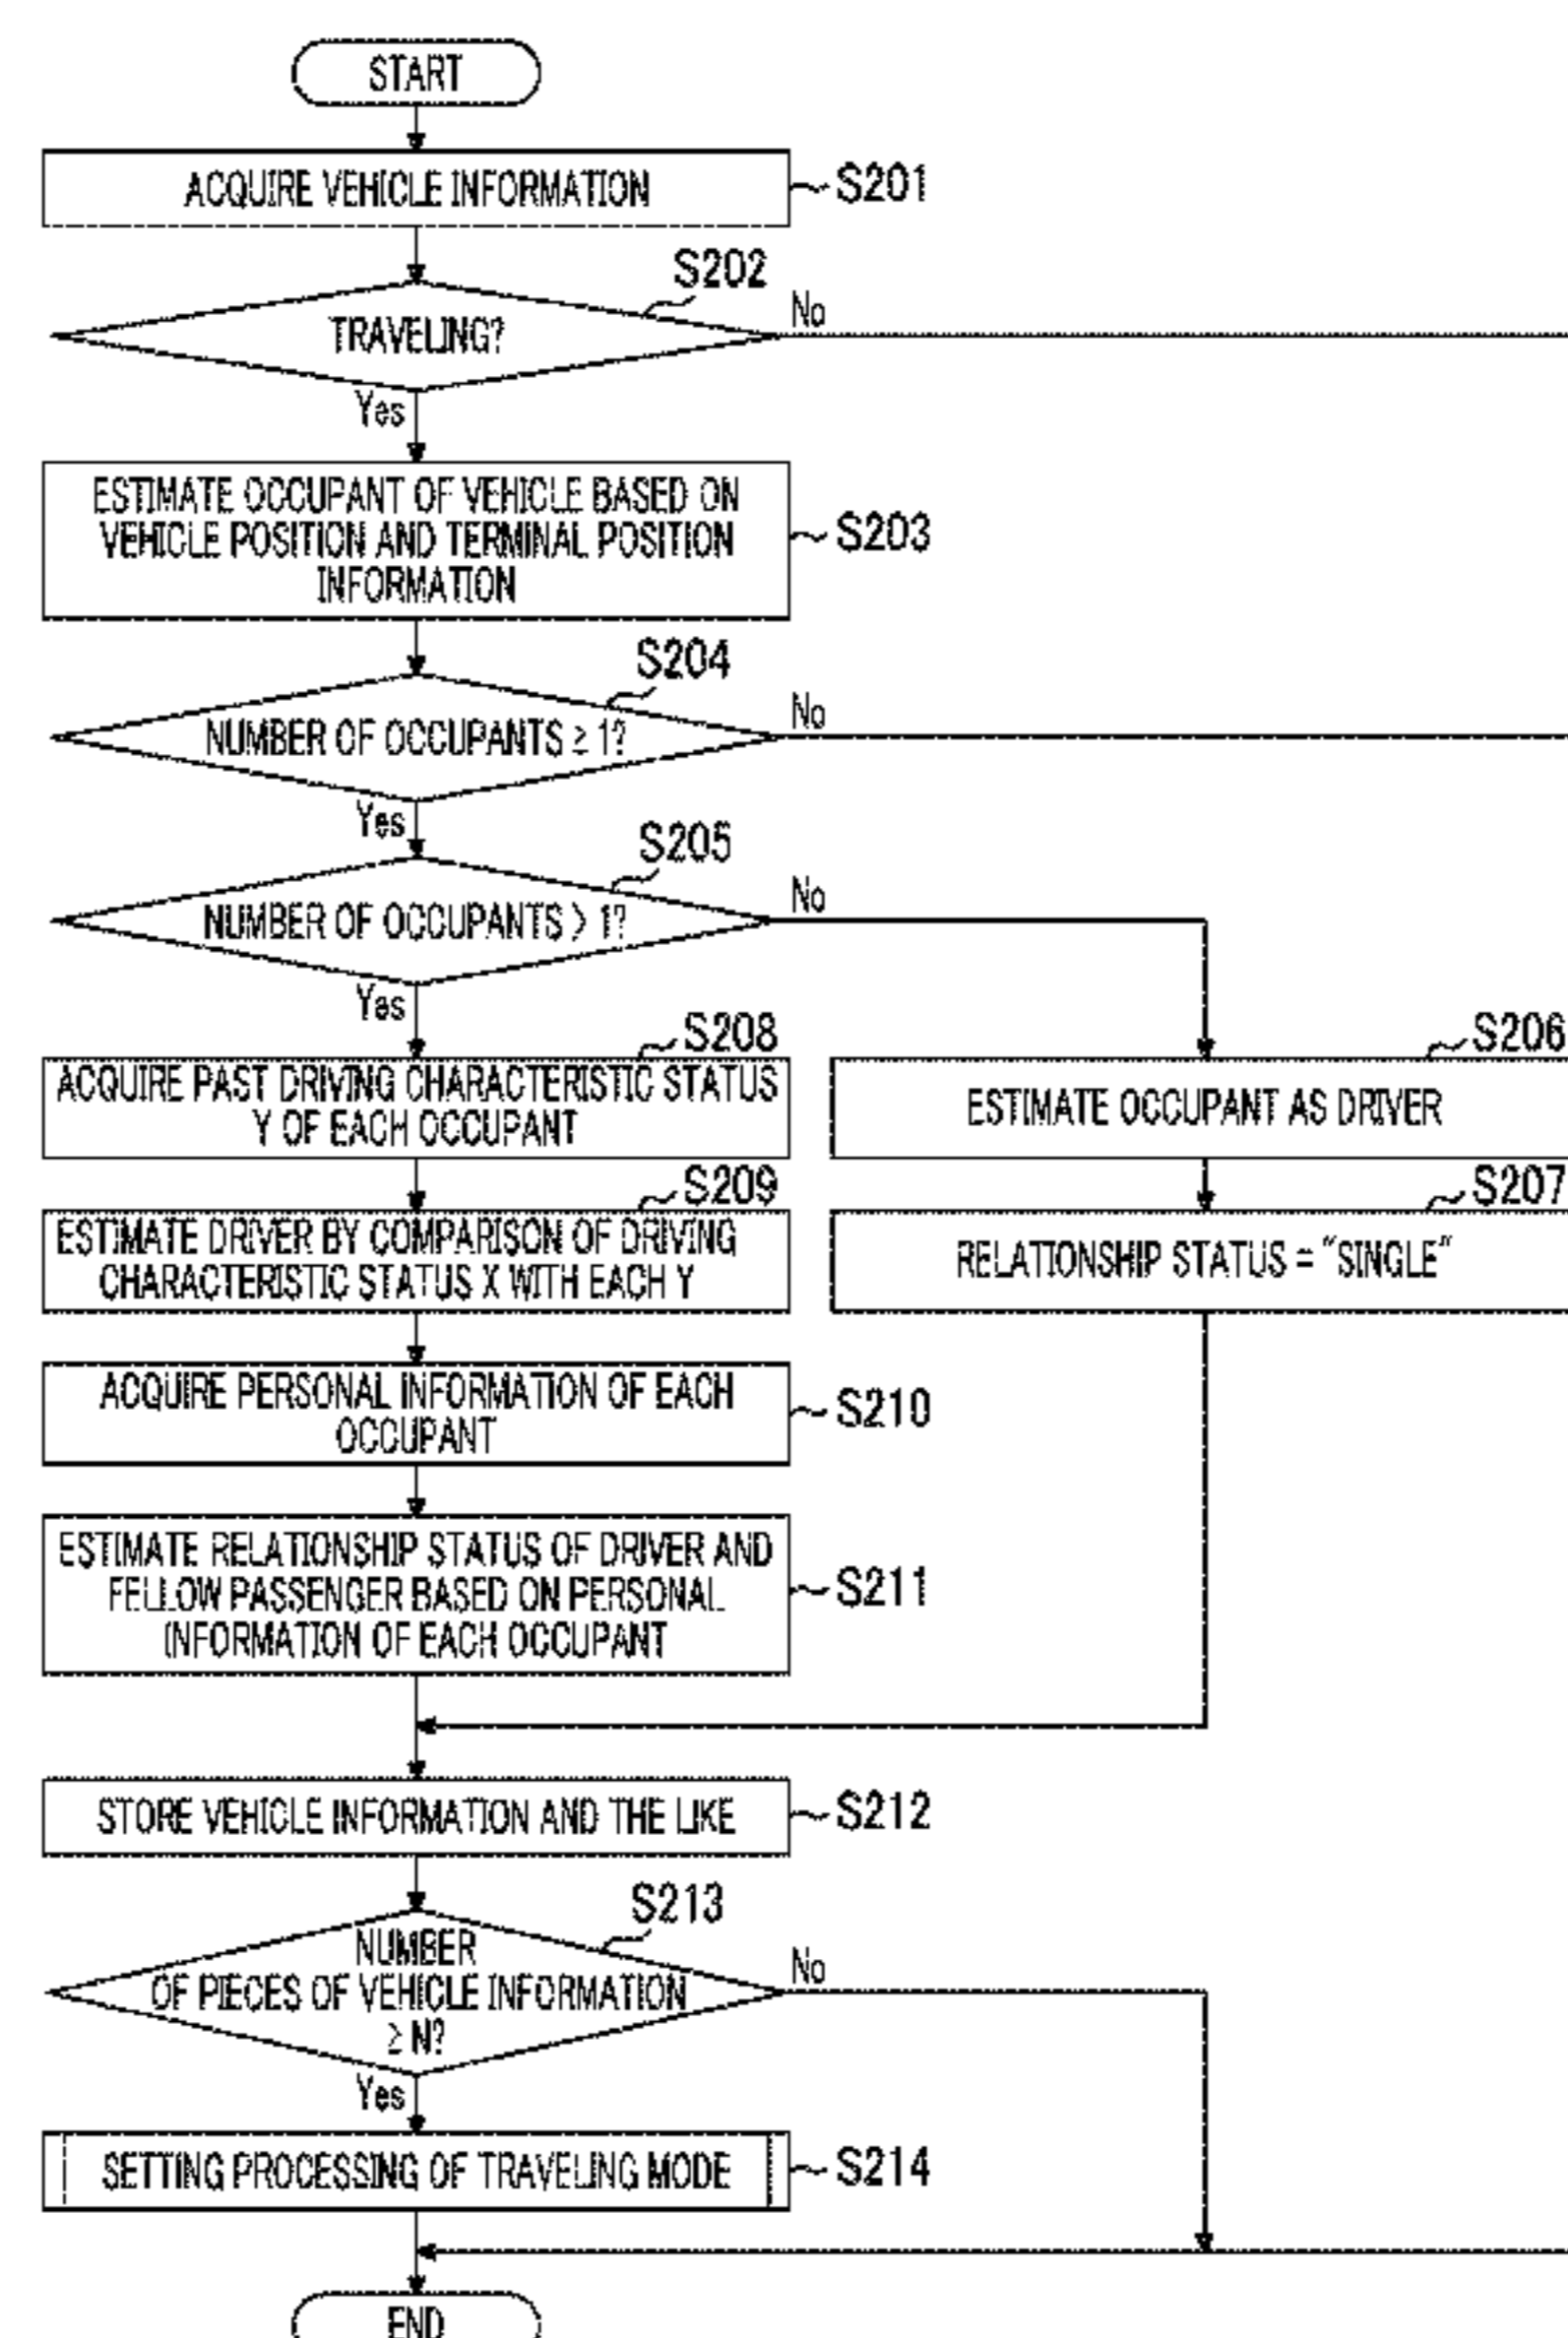 START
ACQUIRE VEHICLE INFORMATION
S201
S202
TRAVELING?
No
Yes
ESTIMATE OCCUPANT OF VEHICLE BASED ON
VEHICLE POSITION AND TERMINAL POSITION
INFORMATION
S203
S204
NUMBER OF OCCUPANTS ≥ 1?
No
Yes
S205
NUMBER OF OCCUPANTS > 1?
No
Yes
S208
ACQUIRE PAST DRIVING CHARACTERISTIC STATUS
Y OF EACH OCCUPANT
S206
ESTIMATE OCCUPANT AS DRIVER
S209
ESTIMATE DRIVER BY COMPARISON OF DRIVING
CHARACTERISTIC STATUS X WITH EACH Y
S207
RELATIONSHIP STATUS = "SINGLE"
ACQUIRE PERSONAL INFORMATION OF EACH
OCCUPANT
S210
ESTIMATE RELATIONSHIP STATUS OF DRIVER AND
FELLOW PASSENGER BASED ON PERSONAL
INFORMATION OF EACH OCCUPANT
S211
STORE VEHICLE INFORMATION AND THE LIKE
S212
S213
NUMBER
OF PIECES OF VEHICLE INFORMATION
≥ N?
No
Yes
SETTING PROCESSING OF TRAVELING MODE
S214
END